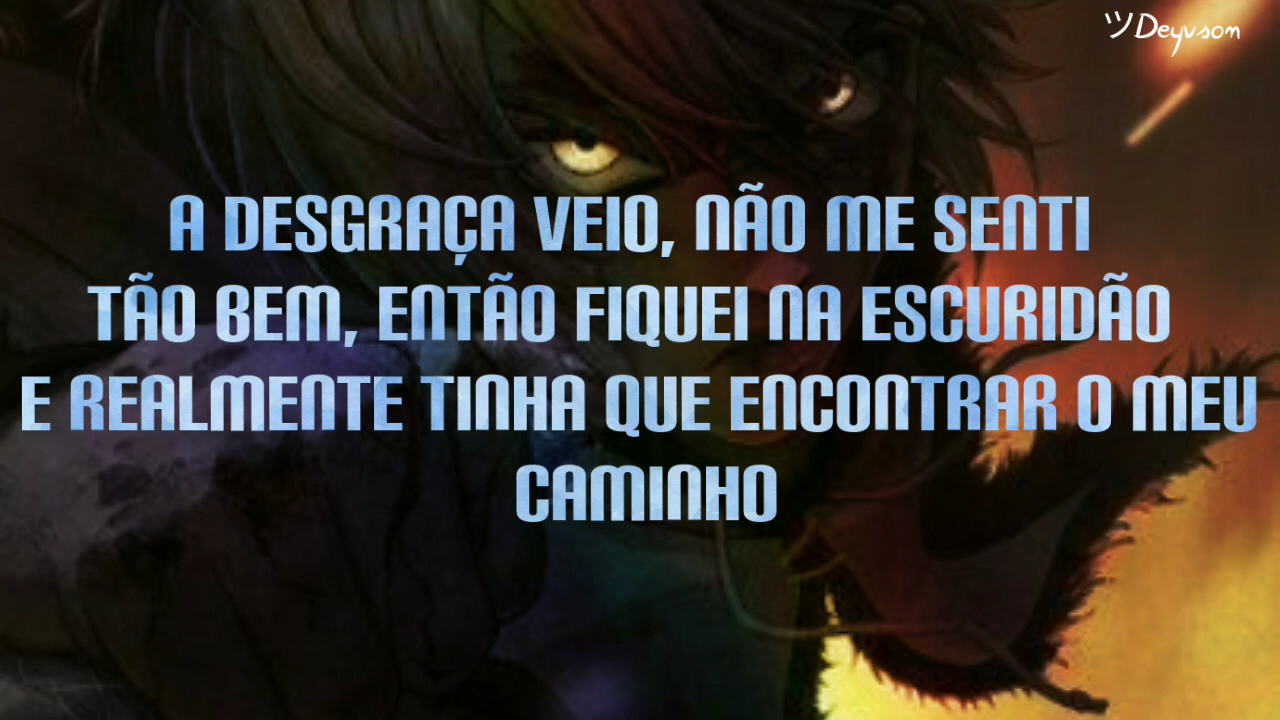 ツDeyvson
A DESGRAÇA VEIO, NÃO ME SENTI
TÃO BEM, ENTÃO FIQUEI NA ESCURIDÃO
E REALMENTE TINHA QUE ENCONTRAR O MEU
CAMINHO